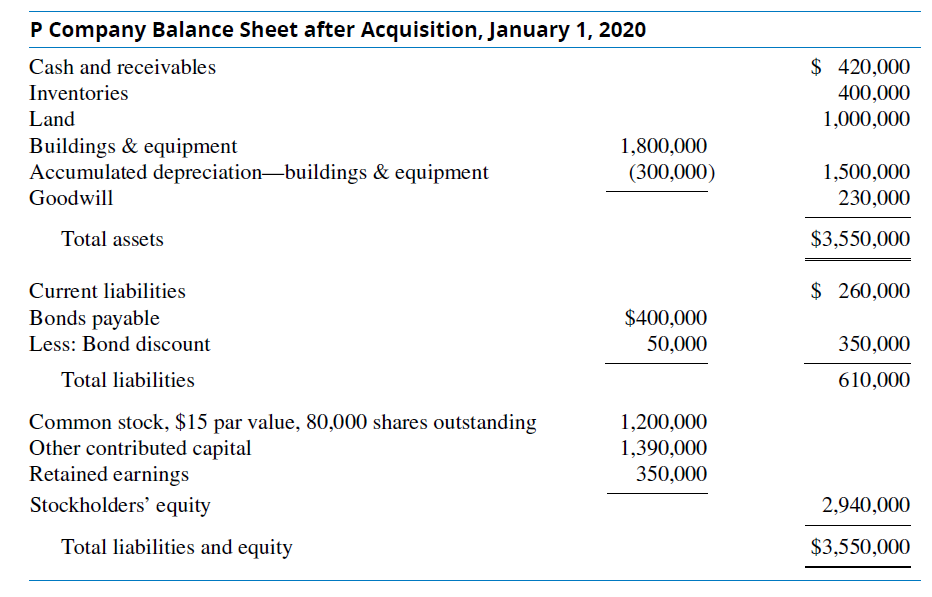 P Company Balance Sheet after Acquisition, January 1, 2020
Cash and receivables $ 420,000
Inventories 400,000
Land 1,000,000
Buildings & equipment 1,800,000
Accumulated depreciation—buildings & equipment (300,000) 1,500,000
Goodwill 230,000
Total assets $3,550,000
Current liabilities $ 260,000
Bonds payable $400,000
Less: Bond discount 50,000 350,000
Total liabilities 610,000
Common stock, $15 par value, 80,000 shares outstanding 1,200,000
Other contributed capital 1,390,000
Retained earnings 350,000
Stockholders’ equity 2,940,000
Total liabilities and equity $3,550,000